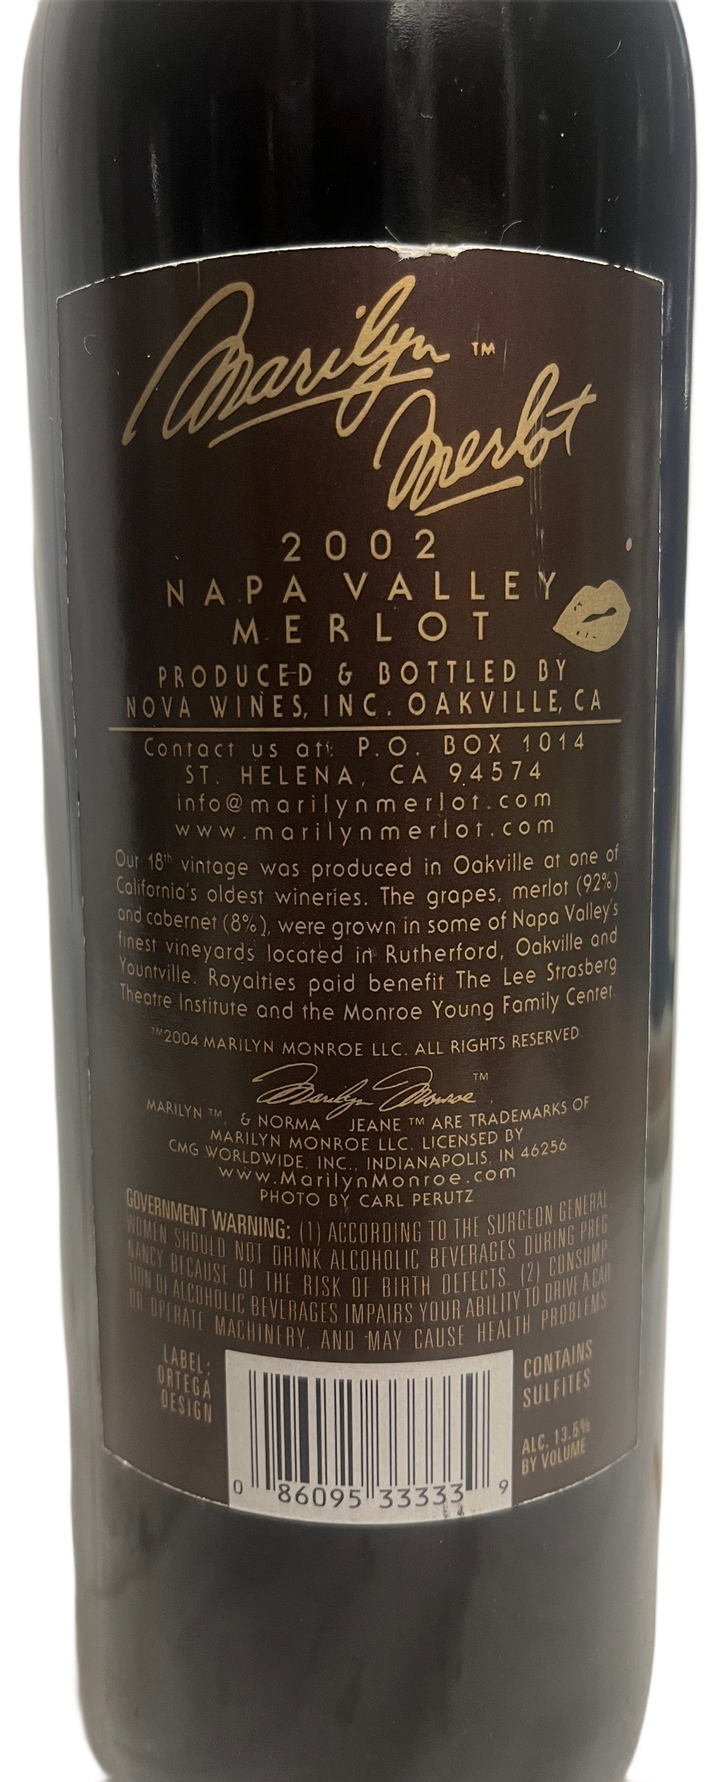 Marilyn ™
Merlot
2002
NAPA VALLEY
MERLOT
PRODUCED & BOTTLED BY
NOVA WINES, INC. OAKVILLE, CA
Contact us at: P.O. BOX 1014
ST. HELENA, CA 94574
info@marilynmerlot.com
www.marilynmerlot.com
Our 18th vintage was produced in Oakville at one of
California's oldest wineries. The grapes, merlot (92%)
and cabernet (8%), were grown in some of Napa Valley's
finest vineyards located in Rutherford, Oakville and
Yountville. Royalties paid benefit The Lee Strasberg
Theatre Institute and the Monroe Young Family Center.
™2004 MARILYN MONROE LLC. ALL RIGHTS RESERVED.
Marilyn Monroe ™
MARILYN ™, & NORMA JEANE ™ ARE TRADEMARKS OF
MARILYN MONROE LLC. LICENSED BY
CMG WORLDWIDE, INC., INDIANAPOLIS, IN 46256
www.MarilynMonroe.com
PHOTO BY CARL PERUTZ
GOVERNMENT WARNING: (1) ACCORDING TO THE SURGEON GENERAL
WOMEN SHOULD NOT DRINK ALCOHOLIC BEVERAGES DURING PREG
NANCY BECAUSE OF THE RISK OF BIRTH DEFECTS. (2) CONSUMP
TION OF ALCOHOLIC BEVERAGES IMPAIRS YOUR ABILITY TO DRIVE A CAR
OR OPERATE MACHINERY, AND MAY CAUSE HEALTH PROBLEMS.
LABEL:
ORTEGA
DESIGN
CONTAINS
SULFITES
ALC. 13.5%
BY VOLUME
0 86095 33333 9